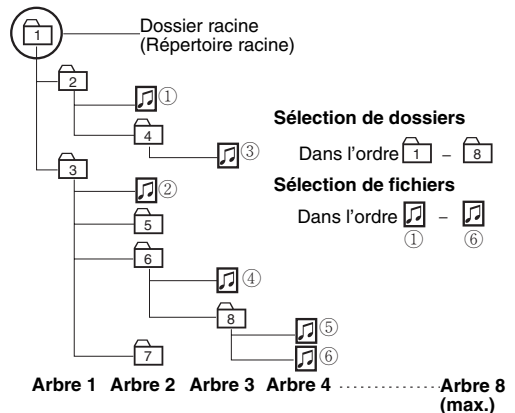 1
Dossier racine
(Répertoire racine)
2
①
4
③
3
②
5
6
④
8
⑤
⑥
7
Sélection de dossiers
Dans l'ordre 1 – 8
Sélection de fichiers
Dans l'ordre –
① ⑥
Arbre 1 Arbre 2 Arbre 3 Arbre 4 ............... Arbre 8
(max.)